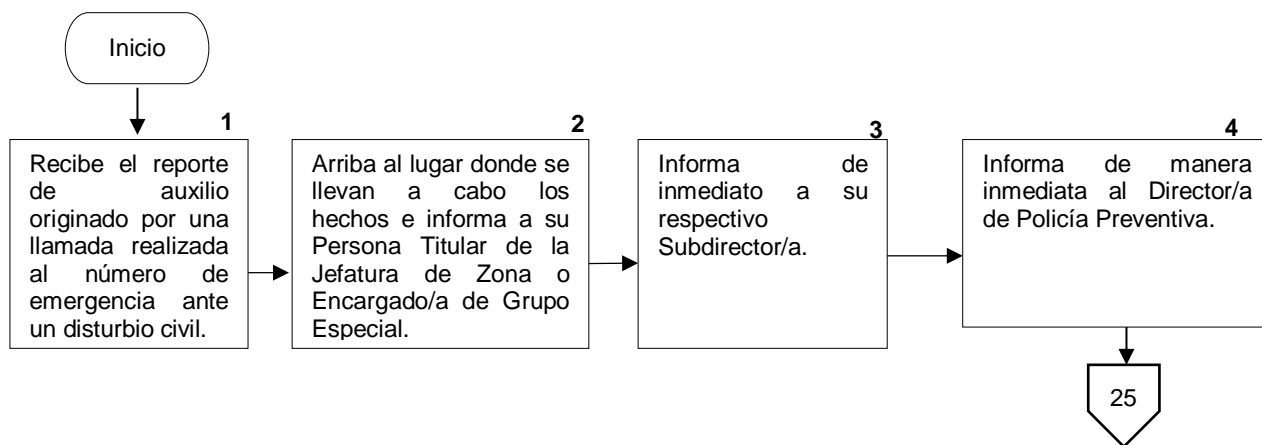 Inicio
1
Recibe el reporte
de auxilio
originado por una
llamada realizada
al número de
emergencia ante
un disturbio civil.
2
Arriba al lugar donde se
llevan a cabo los
hechos e informa a su
Persona Titular de la
Jefatura de Zona o
Encargado/a de Grupo
Especial.
3
Informa de
inmediato a su
respectivo
Subdirector/a.
4
Informa de manera
inmediata al Director/a
de Policía Preventiva.
25